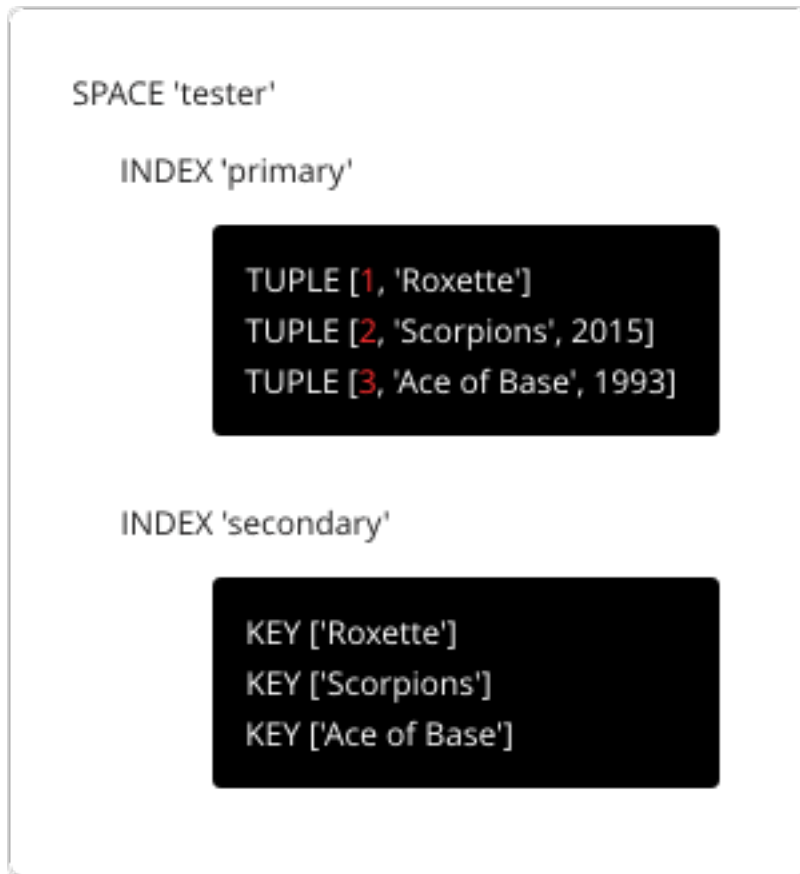 SPACE 'tester'
INDEX 'primary'
TUPLE [1, 'Roxette']
TUPLE [2, 'Scorpions', 2015]
TUPLE [3, 'Ace of Base', 1993]
INDEX 'secondary'
KEY ['Roxette']
KEY ['Scorpions']
KEY ['Ace of Base']